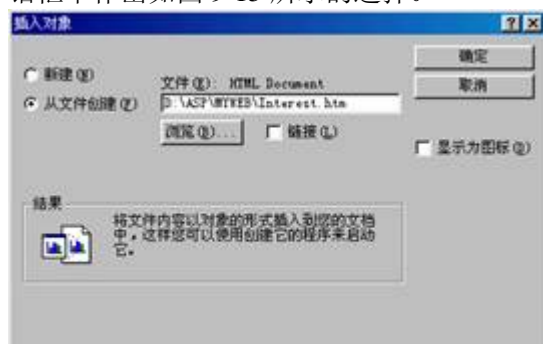 插入对象
新建(N)
从文件创建(F)
文件(E): HTML Document
D:\ASP\MYWEB\Interest.htm
浏览(B)...
链接(L)
确定
取消
显示为图标(D)
结果
将文件内容以对象的形式插入到您的文档
中，这样您可以使用创建它的程序来启动
它。